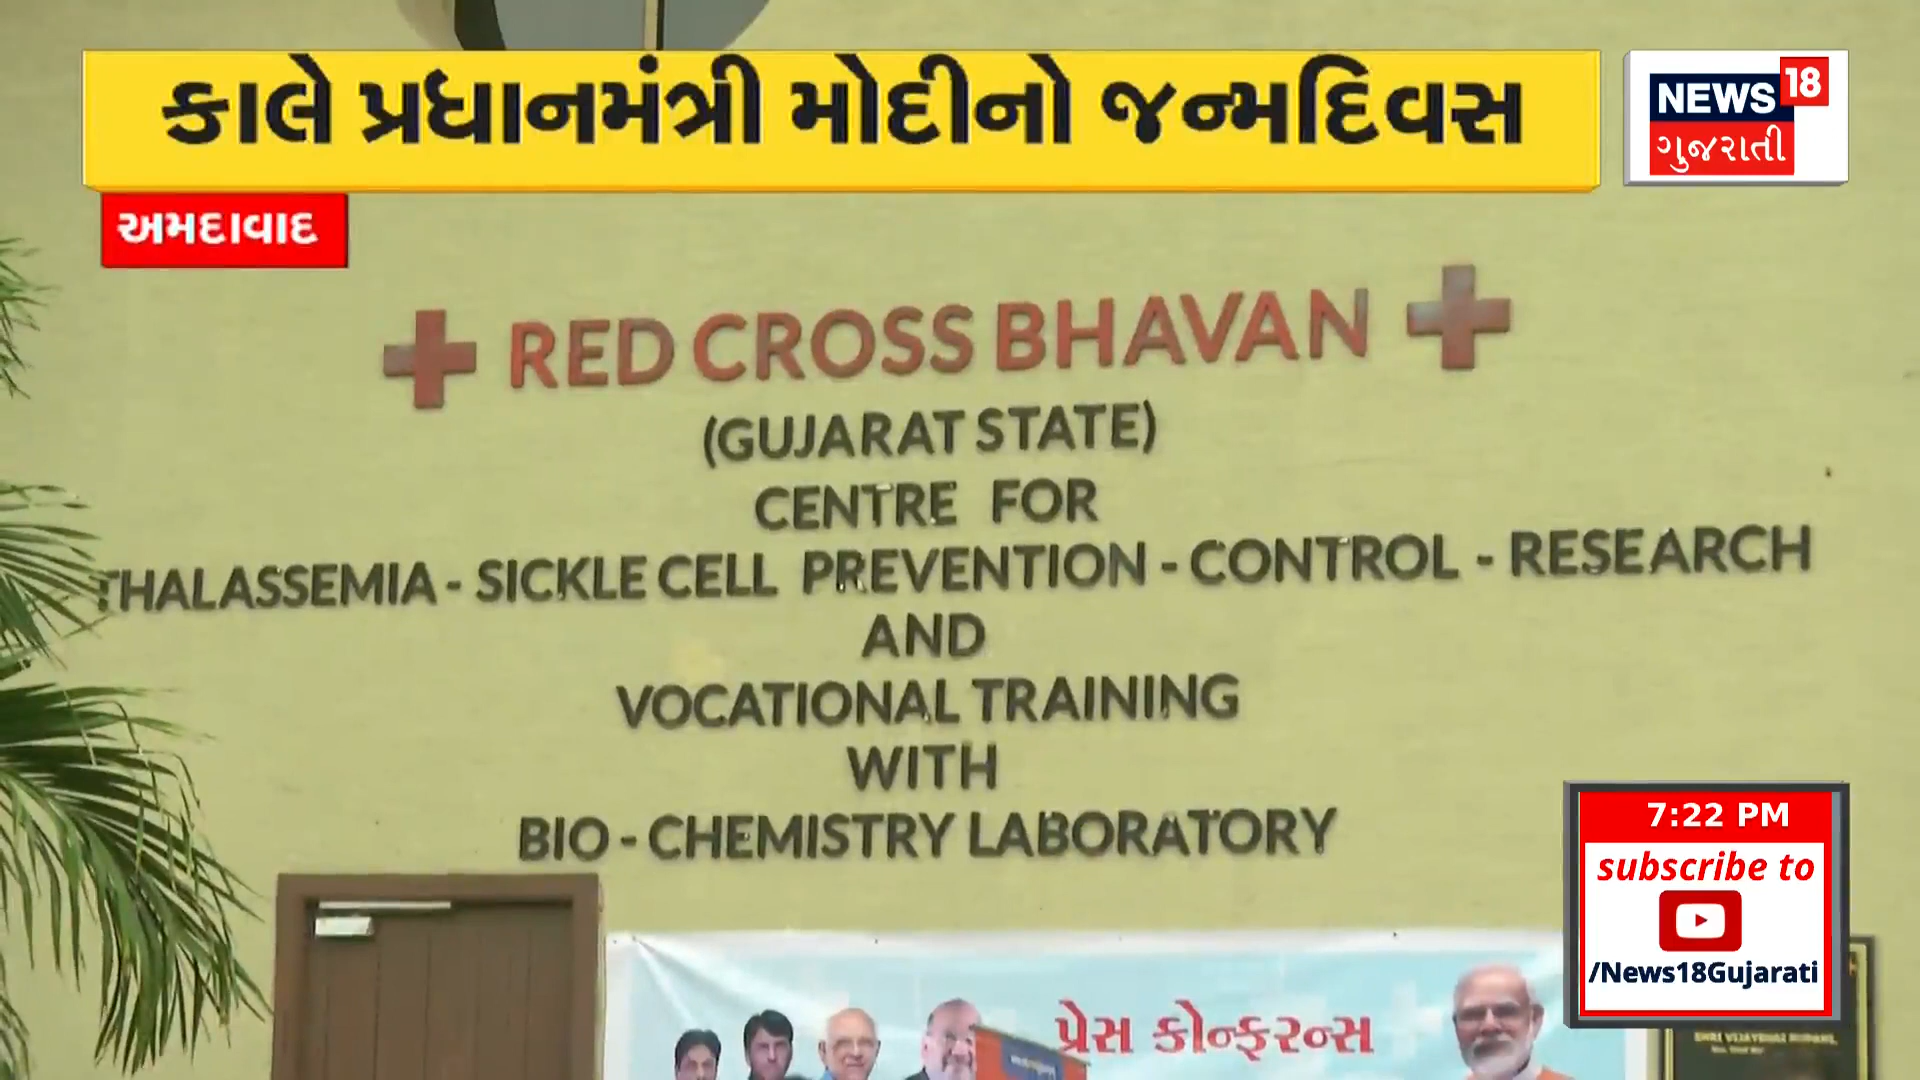 કાલે પ્રધાનમંત્રી મોદીનો જન્મદિવસ
NEWS 18
ગુજરાતી
અમદાવાદ
RED CROSS BHAVAN
(GUJARAT STATE)
CENTRE FOR
THALASSEMIA - SICKLE CELL PREVENTION - CONTROL - RESEARCH
AND
VOCATIONAL TRAINING
WITH
BIO - CHEMISTRY LABORATORY
7:22 PM
subscribe to
/News18Gujarati
પ્રેસ કોન્ફરન્સ